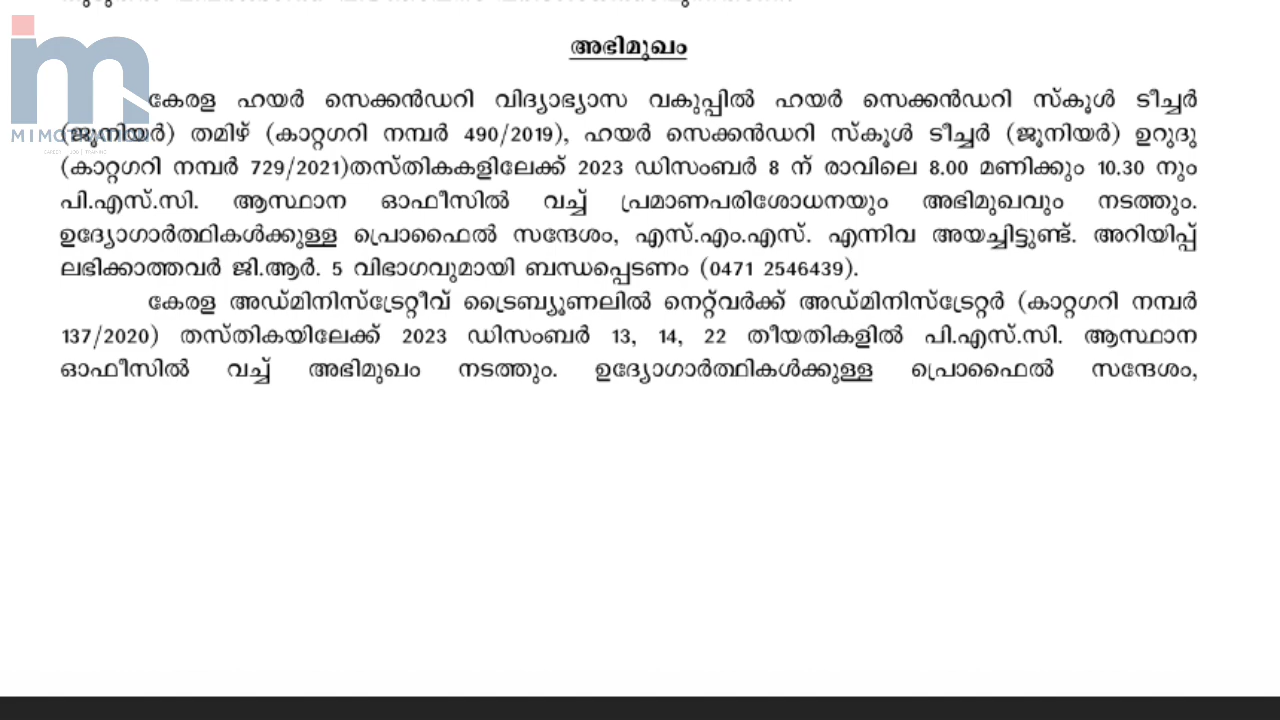 അഭിമുഖം
കേരള ഹയർ സെക്കൻഡറി വിദ്യാഭ്യാസ വകുപ്പിൽ ഹയർ സെക്കൻഡറി സ്കൂൾ ടീച്ചർ
(ജൂനിയർ) തമിഴ് (കാറ്റഗറി നമ്പർ 490/2019), ഹയർ സെക്കൻഡറി സ്കൂൾ ടീച്ചർ (ജൂനിയർ) ഉറുദു
(കാറ്റഗറി നമ്പർ 729/2021)തസ്തികകളിലേക്ക് 2023 ഡിസംബർ 8 ന് രാവിലെ 8.00 മണിക്കും 10.30 നും
പി.എസ്.സി. ആസ്ഥാന ഓഫീസിൽ വച്ച് പ്രമാണപരിശോധനയും അഭിമുഖവും നടത്തും.
ഉദ്യോഗാർത്ഥികൾക്കുള്ള പ്രൊഫൈൽ സന്ദേശം, എസ്.എം.എസ്. എന്നിവ അയച്ചിട്ടുണ്ട്. അറിയിപ്പ്
ലഭിക്കാത്തവർ ജി.ആർ. 5 വിഭാഗവുമായി ബന്ധപ്പെടണം (0471 2546439).
കേരള അഡ്മിനിസ്ട്രേറ്റീവ് ട്രൈബ്യൂണലിൽ നെറ്റ്‌വർക്ക് അഡ്മിനിസ്ട്രേറ്റർ (കാറ്റഗറി നമ്പർ
137/2020) തസ്തികയിലേക്ക് 2023 ഡിസംബർ 13, 14, 22 തീയതികളിൽ പി.എസ്.സി. ആസ്ഥാന
ഓഫീസിൽ വച്ച് അഭിമുഖം നടത്തും. ഉദ്യോഗാർത്ഥികൾക്കുള്ള പ്രൊഫൈൽ സന്ദേശം,